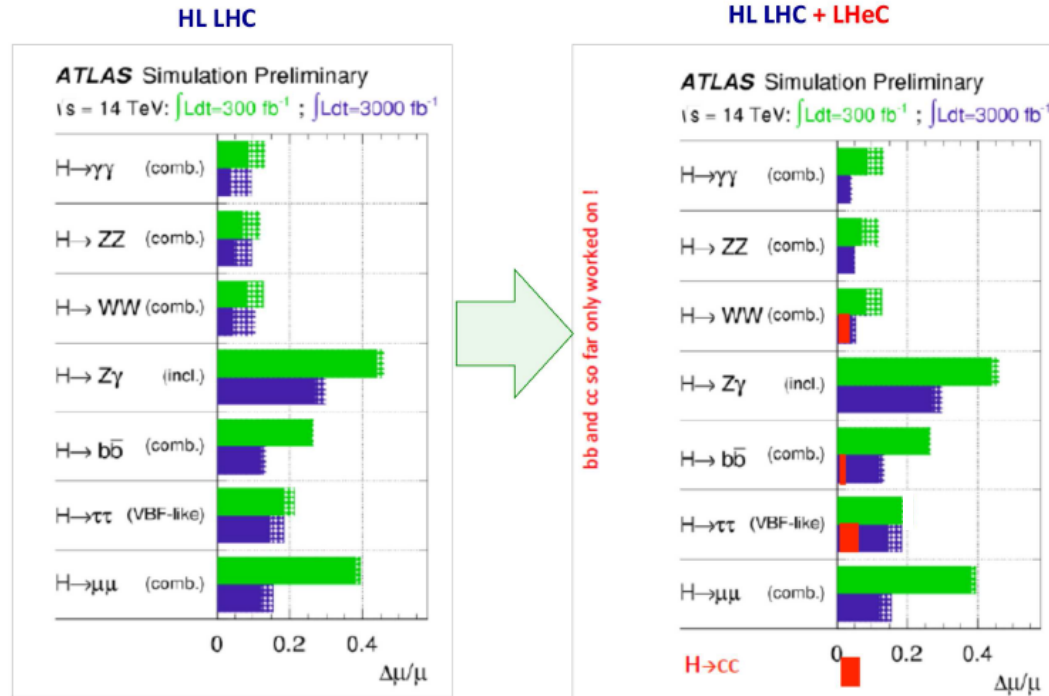 HL LHC
ATLAS Simulation Preliminary
√s = 14 TeV: ∫Ldt=300 fb⁻¹ ; ∫Ldt=3000 fb⁻¹
H→γγ (comb.)
H→ ZZ (comb.)
H→ WW (comb.)
H→ Zγ (incl.)
H→ bb̄ (comb.)
H→ττ (VBF-like)
H→μμ (comb.)
0 0.2 0.4
Δμ/μ
HL LHC + LHeC
bb and cc so far only worked on !
ATLAS Simulation Preliminary
√s = 14 TeV: ∫Ldt=300 fb⁻¹ ; ∫Ldt=3000 fb⁻¹
H→γγ (comb.)
H→ ZZ (comb.)
H→ WW (comb.)
H→ Zγ (incl.)
H→ bb̄ (comb.)
H→ττ (VBF-like)
H→μμ (comb.)
0 0.2 0.4
H→cc
Δμ/μ